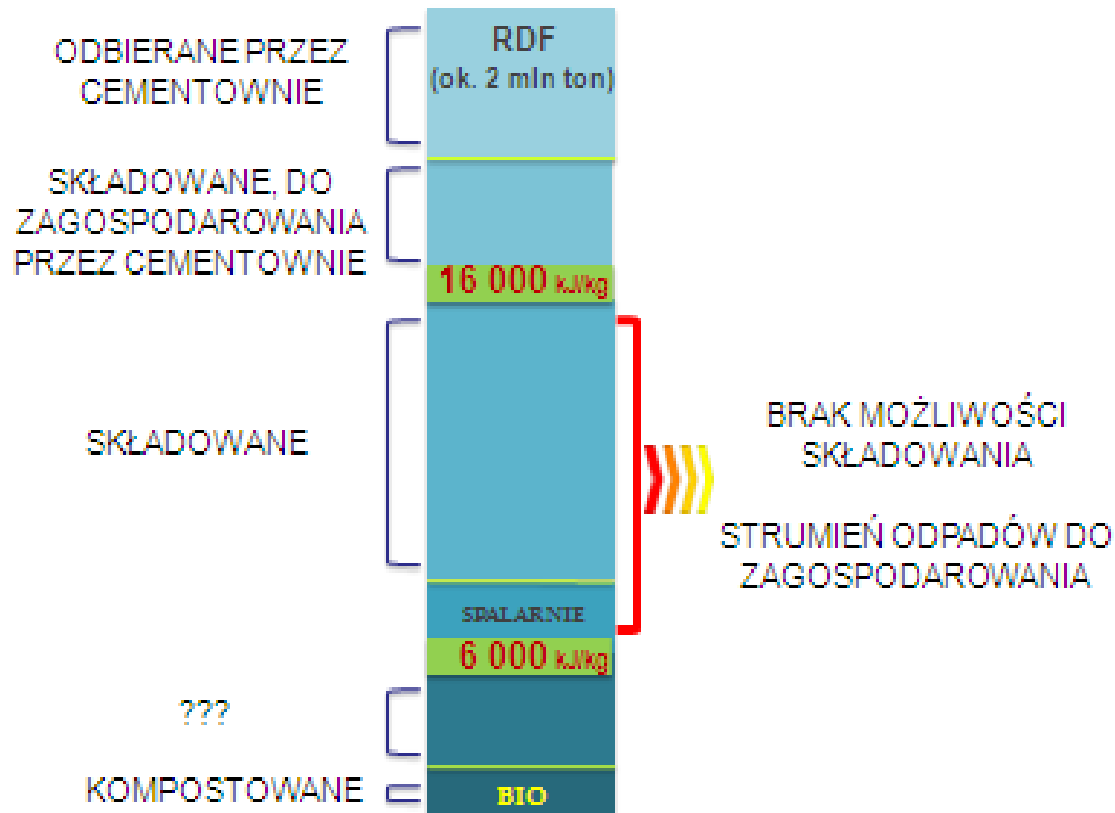 ODBIERANE PRZEZ
CEMENTOWNIE
RDF
(ok. 2 mln ton)
SKŁADOWANE, DO
ZAGOSPODAROWANIA
PRZEZ CEMENTOWNIE
16 000 kJ/kg
SKŁADOWANE
BRAK MOŻLIWOŚCI
SKŁADOWANIA
STRUMIEŃ ODPADÓW DO
ZAGOSPODAROWANIA
SPALARNIE
6 000 kJ/kg
???
KOMPOSTOWANE
BIO